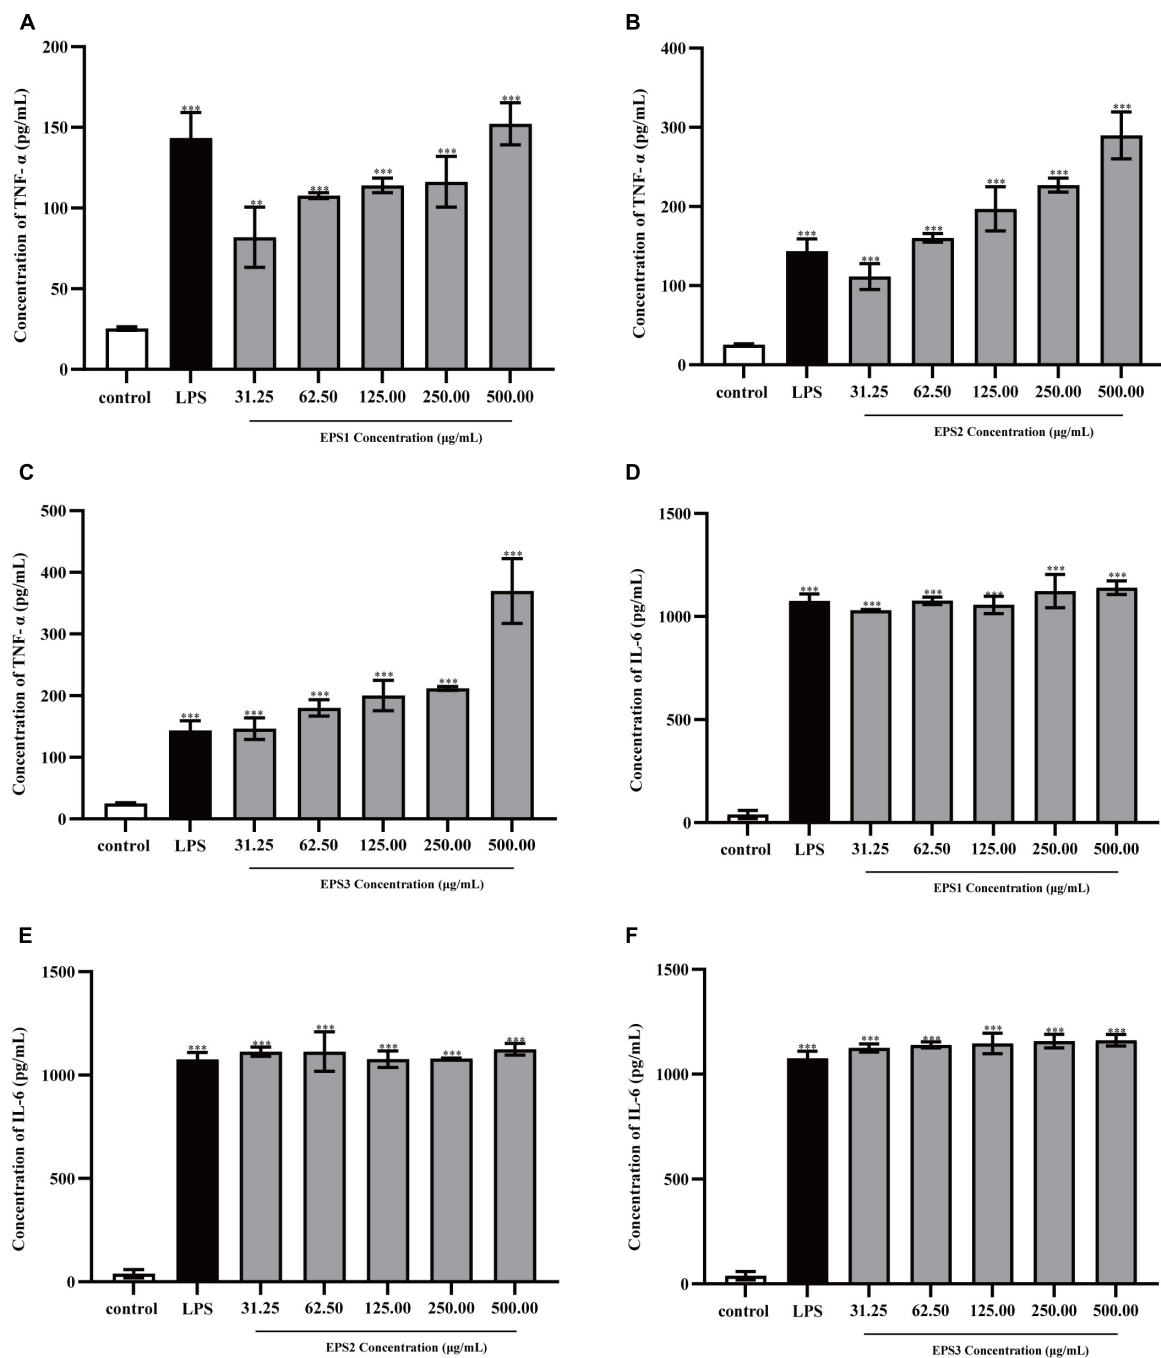 A
Concentration of TNF- α (pg/mL)
200
150
100
50
0
*** ** *** *** *** ***
control LPS 31.25 62.50 125.00 250.00 500.00
EPS1 Concentration (μg/mL)
B
Concentration of TNF- α (pg/mL)
400
300
200
100
0
*** *** *** *** *** ***
control LPS 31.25 62.50 125.00 250.00 500.00
EPS2 Concentration (μg/mL)
C
Concentration of TNF- α (pg/mL)
500
400
300
200
100
0
*** *** *** *** *** ***
control LPS 31.25 62.50 125.00 250.00 500.00
EPS3 Concentration (μg/mL)
D
Concentration of IL-6 (pg/mL)
1500
1000
500
0
*** *** *** *** *** ***
control LPS 31.25 62.50 125.00 250.00 500.00
EPS1 Concentration (μg/mL)
E
Concentration of IL-6 (pg/mL)
1500
1000
500
0
*** *** *** *** *** ***
control LPS 31.25 62.50 125.00 250.00 500.00
EPS2 Concentration (μg/mL)
F
Concentration of IL-6 (pg/mL)
1500
1000
500
0
*** *** *** *** *** ***
control LPS 31.25 62.50 125.00 250.00 500.00
EPS3 Concentration (μg/mL)